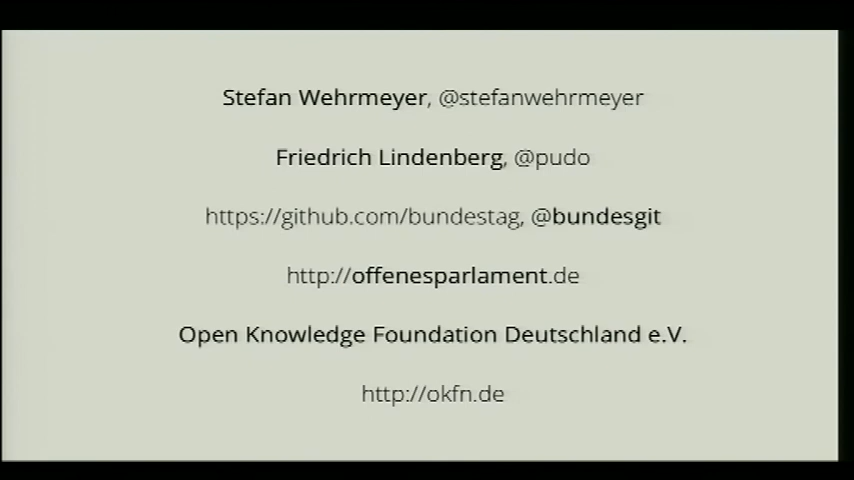 Stefan Wehrmeyer, @stefanwehrmeyer
Friedrich Lindenberg, @pudo
https://github.com/bundestag, @bundesgit
http://offenesparlament.de
Open Knowledge Foundation Deutschland e.V.
http://okfn.de